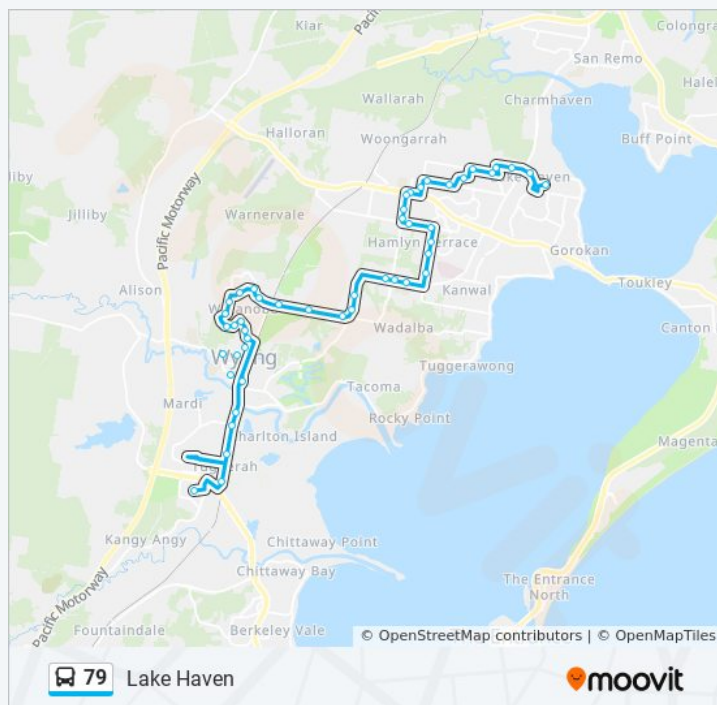 Kiar
Pacific Motorway
Colongra
San Remo
Wallarah
Charmhaven
Halloran
Woongarrah
Buff Point
Jilliby
Pacific Motorway
Warnervale
Hamlyn Terrace
Gorokan
Alison
Kanwal
Toukley
Canton
Wadalba
Tuggerawong
Tacoma
Mardi
Rocky Point
Magenta
Kangy Angy
Chittaway Point
Chittaway Bay
The Entrance
North
Pacific Motorway
Fountaindale
Berkeley Vale
© OpenStreetMap contributors | © OpenMapTiles
79 Lake Haven
moovit